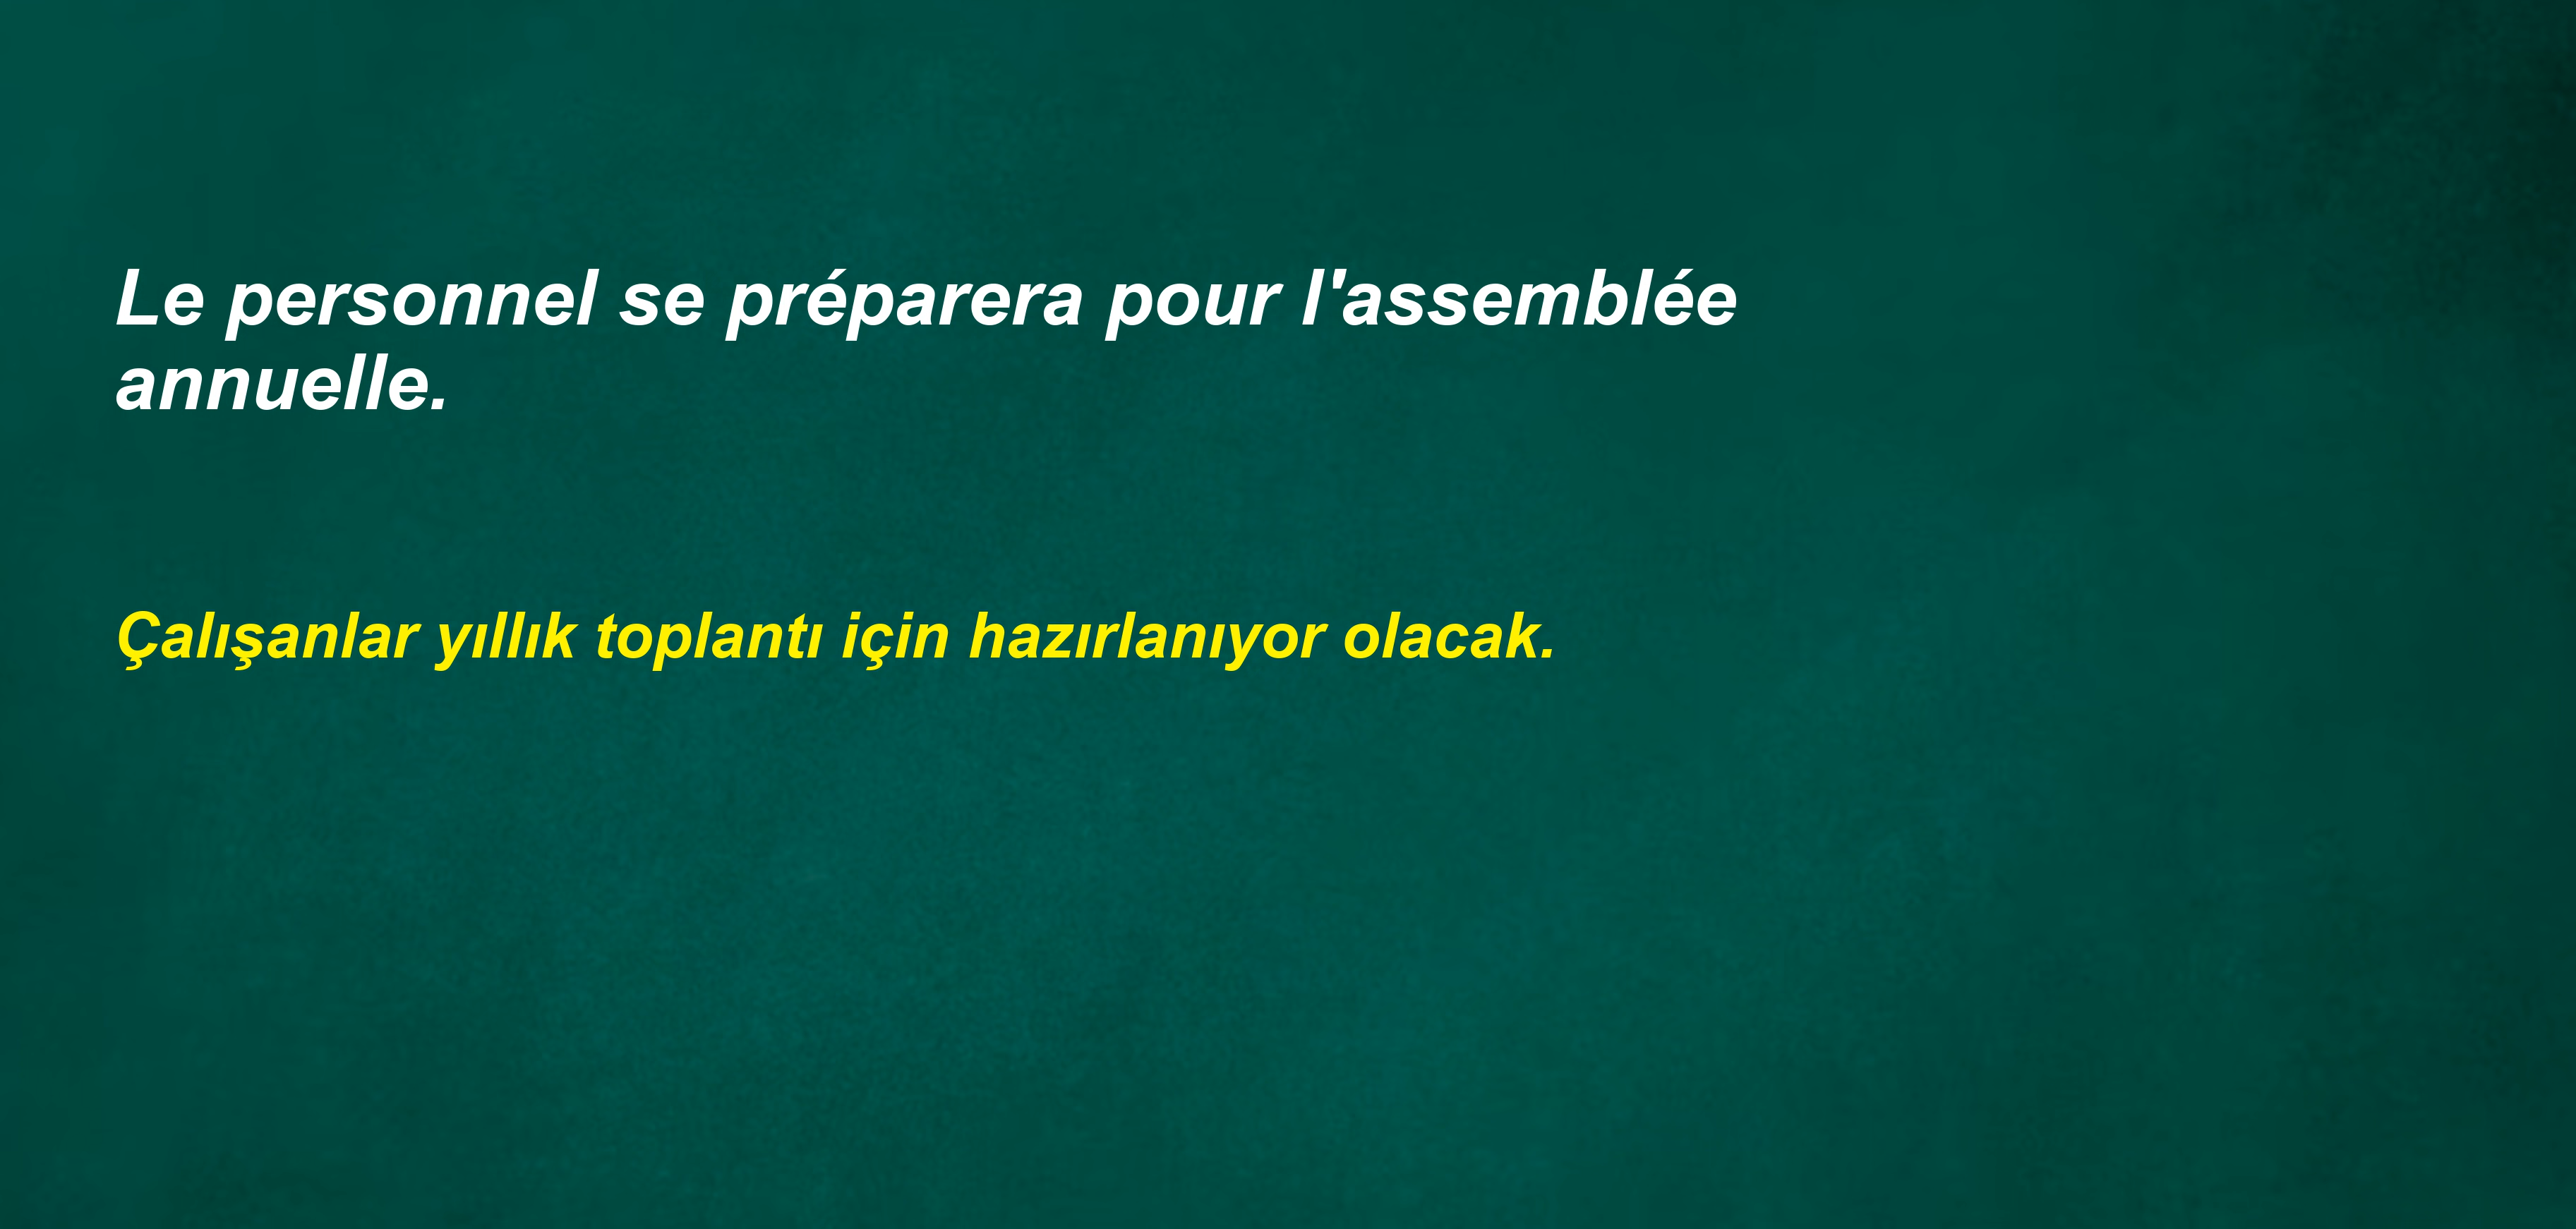 Le personnel se préparera pour l'assemblée
annuelle.
Çalışanlar yıllık toplantı için hazırlanıyor olacak.